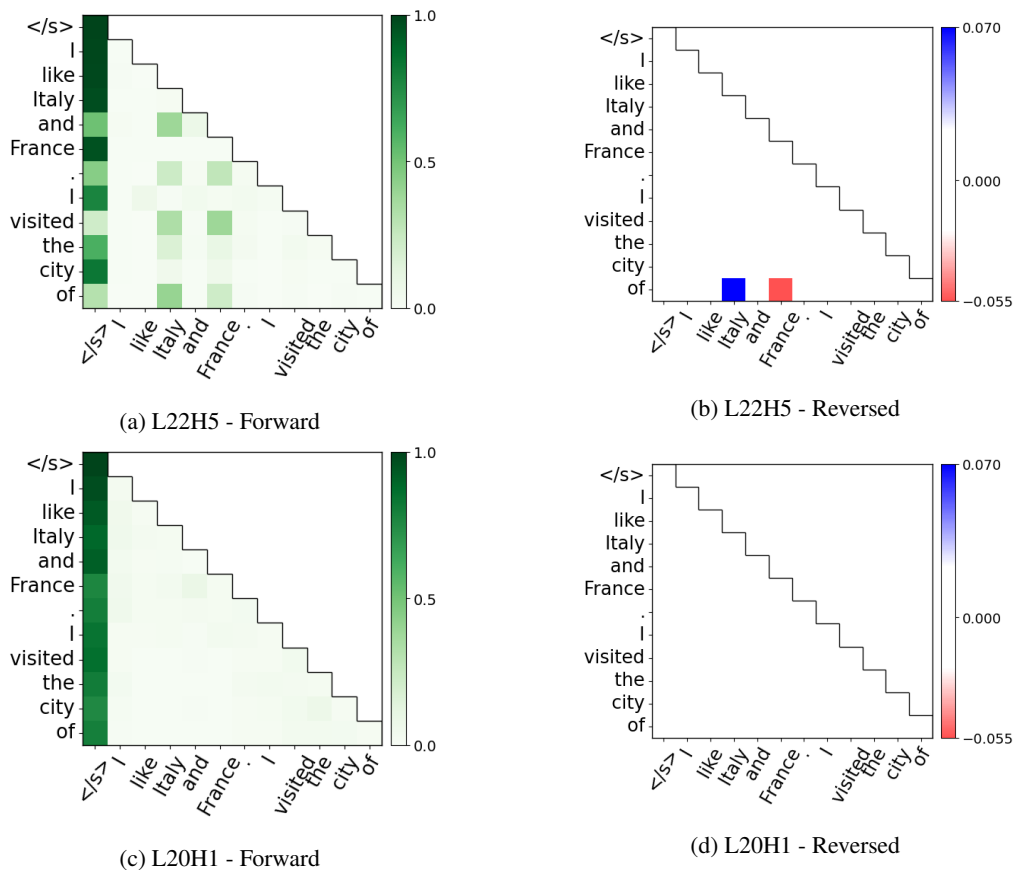 </s>
I
like
Italy
and
France
.
I
visited
the
city
of
</s> I like Italy and France . I visited the city of
1.0
0.5
0.0
(a) L22H5 - Forward
</s>
I
like
Italy
and
France
.
I
visited
the
city
of
</s> I like Italy and France . I visited the city of
0.070
0.000
−0.055
(b) L22H5 - Reversed
</s>
I
like
Italy
and
France
.
I
visited
the
city
of
</s> I like Italy and France . I visited the city of
1.0
0.5
0.0
(c) L20H1 - Forward
</s>
I
like
Italy
and
France
.
I
visited
the
city
of
</s> I like Italy and France . I visited the city of
0.070
0.000
−0.055
(d) L20H1 - Reversed